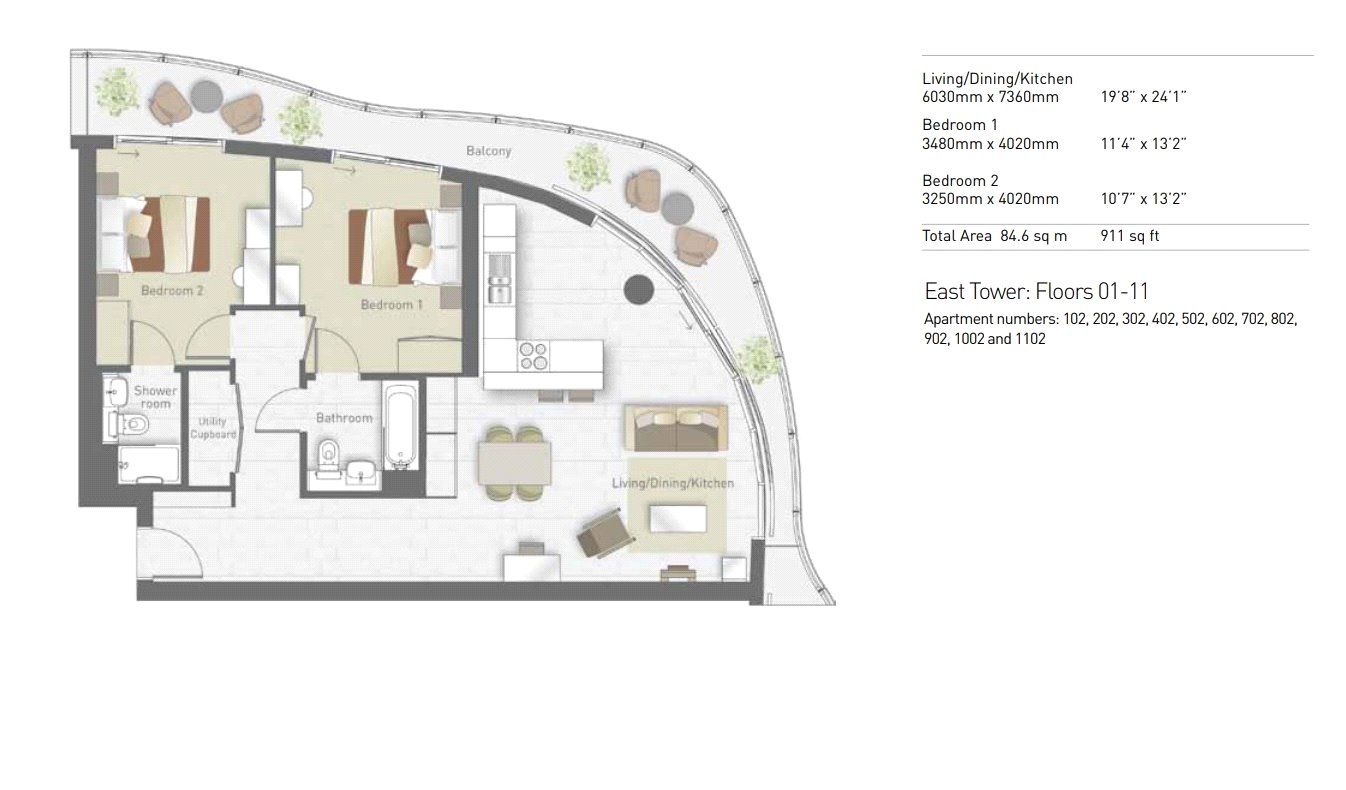 Balcony
Bedroom 2
Bedroom 1
Shower
room
Utility
Cupboard
Bathroom
Living/Dining/Kitchen
Living/Dining/Kitchen
6030mm x 7360mm 19’8” x 24’1”
Bedroom 1
3480mm x 4020mm 11’4” x 13’2”
Bedroom 2
3250mm x 4020mm 10’7” x 13’2”
Total Area 84.6 sq m 911 sq ft
East Tower: Floors 01-11
Apartment numbers: 102, 202, 302, 402, 502, 602, 702, 802,
902, 1002 and 1102